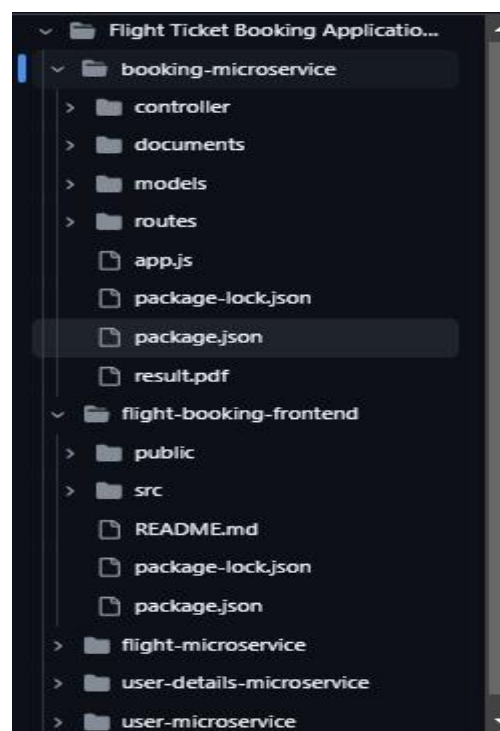 Flight Ticket Booking Applicatio...
booking-microservice
controller
documents
models
routes
app.js
package-lock.json
package.json
result.pdf
flight-booking-frontend
public
src
README.md
package-lock.json
package.json
flight-microservice
user-details-microservice
user-microservice